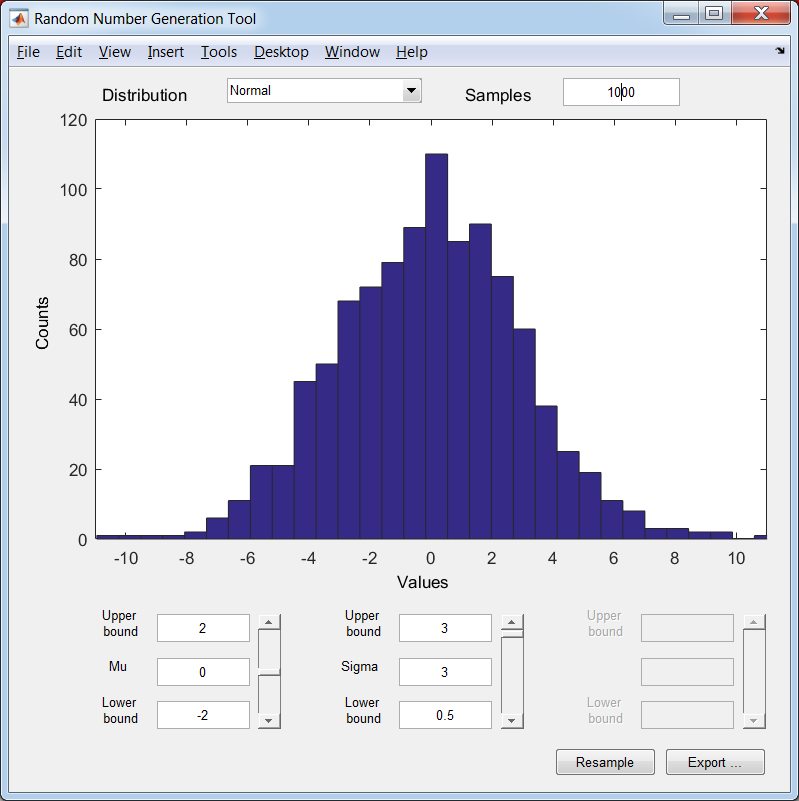 Random Number Generation Tool
File Edit View Insert Tools Desktop Window Help
Distribution Normal Samples 1000
120
100
80
60
40
20
0
Counts
-10 -8 -6 -4 -2 0 2 4 6 8 10
Values
Upper bound 2
Mu 0
Lower bound -2
Upper bound 3
Sigma 3
Lower bound 0.5
Upper bound
Lower bound
Resample Export ...